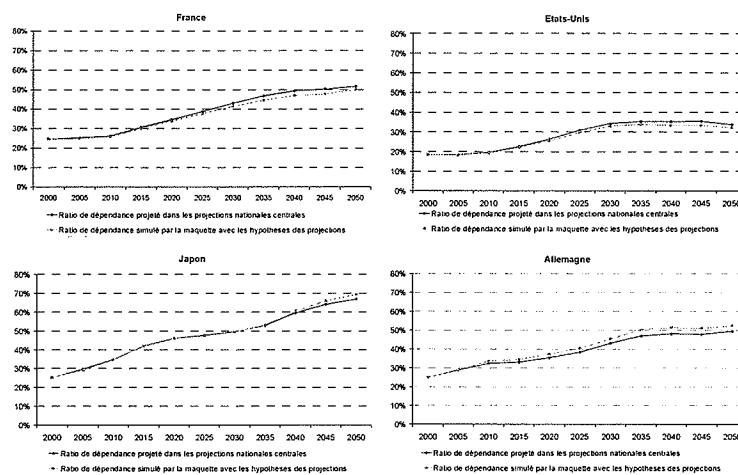 France
80%
70%
60%
50%
40%
30%
20%
10%
0%
2000 2005 2010 2015 2020 2025 2030 2035 2040 2045 2050
Ratio de dépendance projeté dans les projections nationales centrales
Ratio de dépendance simulé par la maquette avec les hypothèses des projections
Etats-Unis
80%
70%
60%
50%
40%
30%
20%
10%
0%
2000 2005 2010 2015 2020 2025 2030 2035 2040 2045 2050
Ratio de dépendance projeté dans les projections nationales centrales
Ratio de dépendance simulé par la maquette avec les hypothèses des projections
Japon
80%
70%
60%
50%
40%
30%
20%
10%
0%
2000 2005 2010 2015 2020 2025 2030 2035 2040 2045 2050
Ratio de dépendance projeté dans les projections nationales centrales
Ratio de dépendance simulé par la maquette avec les hypothèses des projections
Allemagne
80%
70%
60%
50%
40%
30%
20%
10%
0%
2000 2005 2010 2015 2020 2025 2030 2035 2040 2045 2050
Ratio de dépendance projeté dans les projections nationales centrales
Ratio de dépendance simulé par la maquette avec les hypothèses des projections